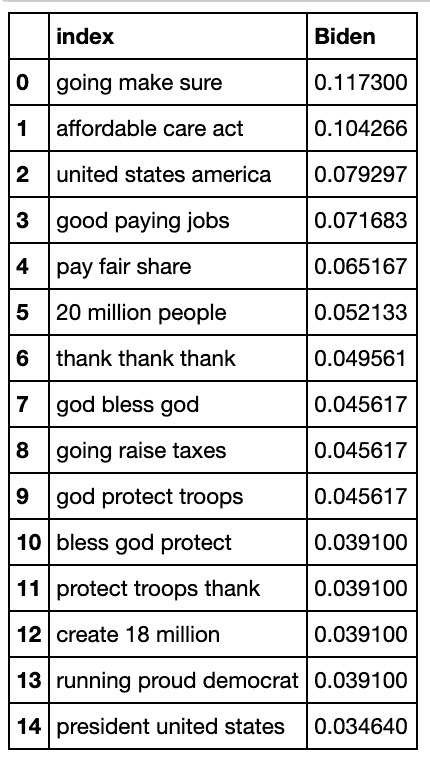 index Biden
0 going make sure 0.117300
1 affordable care act 0.104266
2 united states america 0.079297
3 good paying jobs 0.071683
4 pay fair share 0.065167
5 20 million people 0.052133
6 thank thank thank 0.049561
7 god bless god 0.045617
8 going raise taxes 0.045617
9 god protect troops 0.045617
10 bless god protect 0.039100
11 protect troops thank 0.039100
12 create 18 million 0.039100
13 running proud democrat 0.039100
14 president united states 0.034640